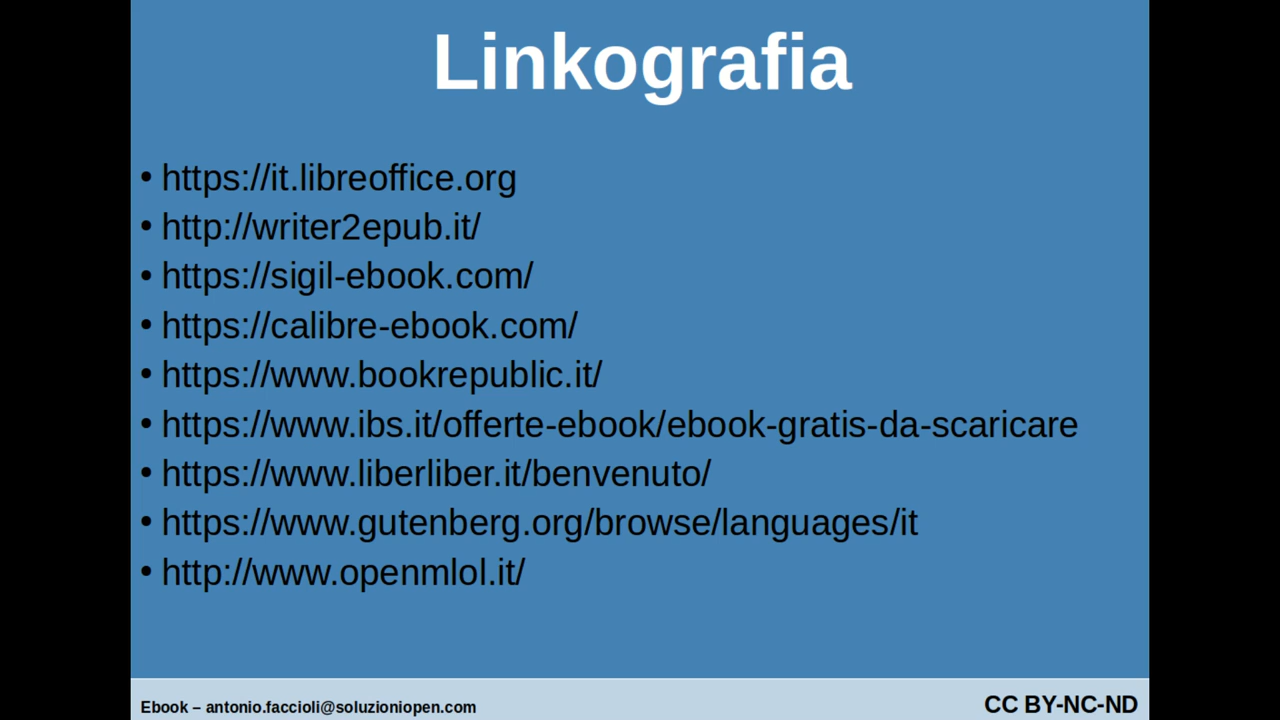 Linkografia
• https://it.libreoffice.org
• http://writer2epub.it/
• https://sigil-ebook.com/
• https://calibre-ebook.com/
• https://www.bookrepublic.it/
• https://www.ibs.it/offerte-ebook/ebook-gratis-da-scaricare
• https://www.liberliber.it/benvenuto/
• https://www.gutenberg.org/browse/languages/it
• http://www.openmlol.it/
Ebook – antonio.faccioli@soluzioniopen.com
CC BY-NC-ND